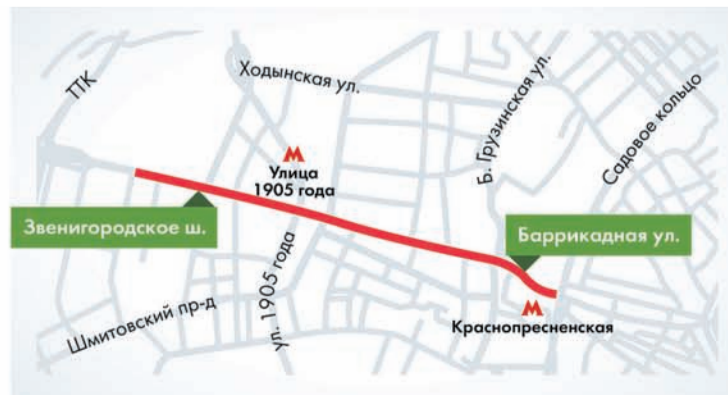 ТТК
Ходынская ул.
Б. Грузинская ул.
Садовое кольцо
М
Улица
1905 года
Звенигородское ш.
Баррикадная ул.
ул. 1905 года
Шмитовский пр-д
М
Краснопресненская